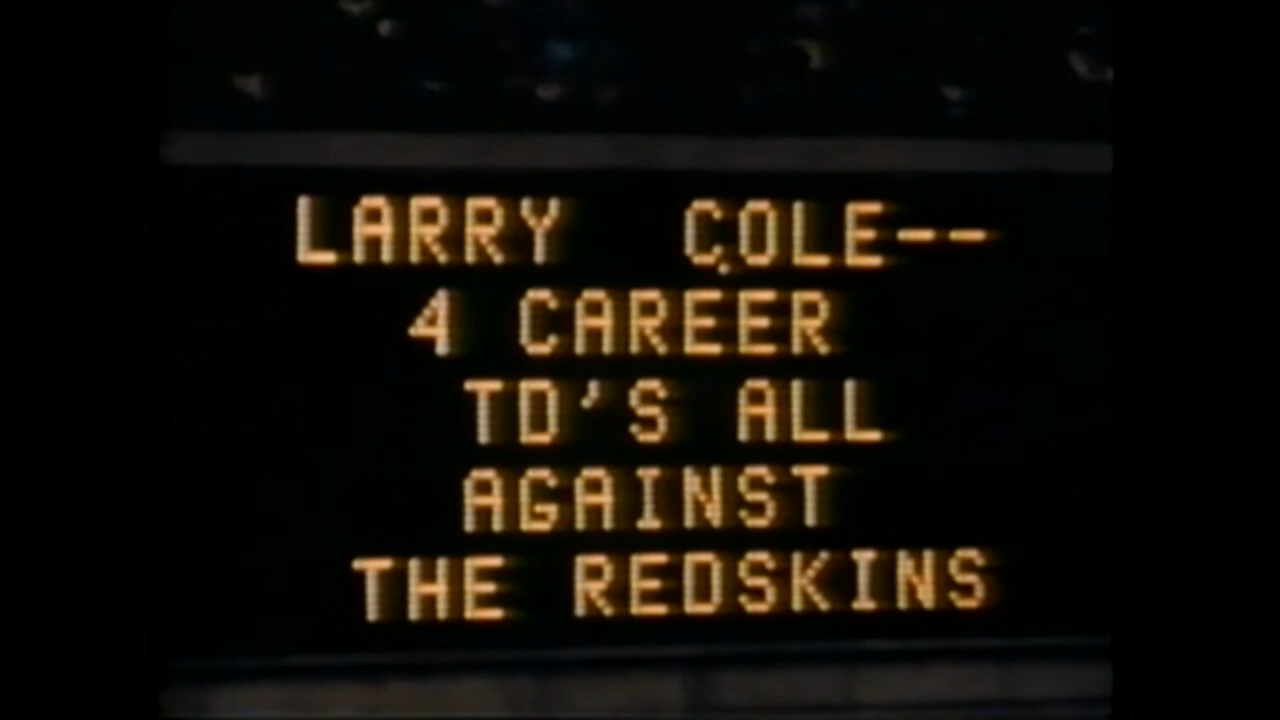 LARRY COLE--
4 CAREER
TD'S ALL
AGAINST
THE REDSKINS